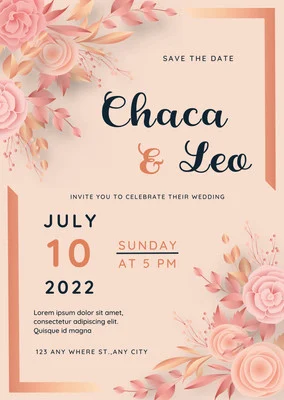 SAVE THE DATE
Chaca
& Leo
INVITE YOU TO CELEBRATE THEIR WEDDING
JULY
10
2022
SUNDAY
AT 5 PM
Lorem ipsum dolor sit amet,
consectetuer adipiscing elit.
Quisque id magna
123 ANY WHERE ST.,ANY CITY